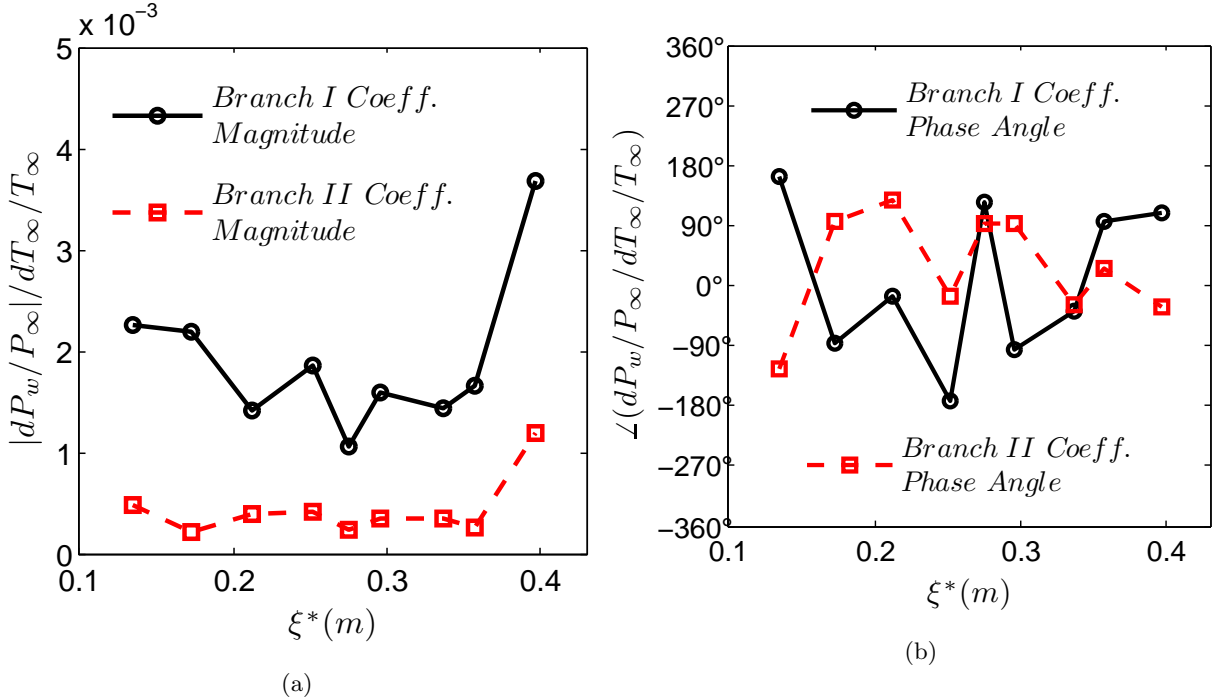 x 10⁻³
5
4
3
2
1
0
0.1
0.2
0.3
0.4
|dP_w/P_∞|/dT_∞/T_∞
ξ*(m)
Branch I Coeff.
Magnitude
Branch II Coeff.
Magnitude
(a)
360°
270°
180°
90°
0°
−90°
−180°
−270°
−360°
0.1
0.2
0.3
0.4
∠(dP_w/P_∞/dT_∞/T_∞)
ξ*(m)
Branch I Coeff.
Phase Angle
Branch II Coeff.
Phase Angle
(b)